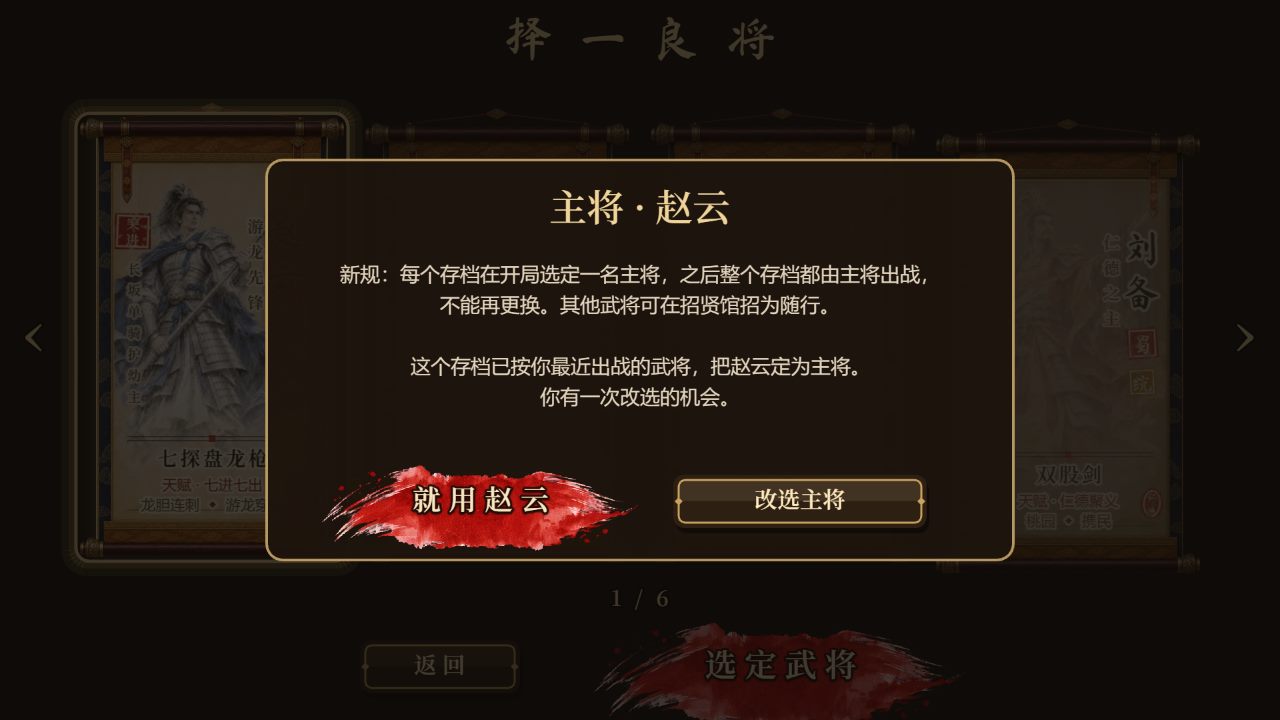 择一良将
主将·赵云
新规：每个存档在开局选定一名主将，之后整个存档都由主将出战，
不能再更换。其他武将可在招贤馆招为随行。
这个存档已按你最近出战的武将，把赵云定为主将。
你有一次改选的机会。
就用赵云
改选主将
游龙先锋
长坂单骑护幼主
七探盘龙枪
天赋·七进七出
龙胆连刺 ◆ 游龙穿
刘备
仁德之主
蜀
双股剑
天赋·仁德聚义
桃园 ◆ 携民
1 / 6
返回
选定武将